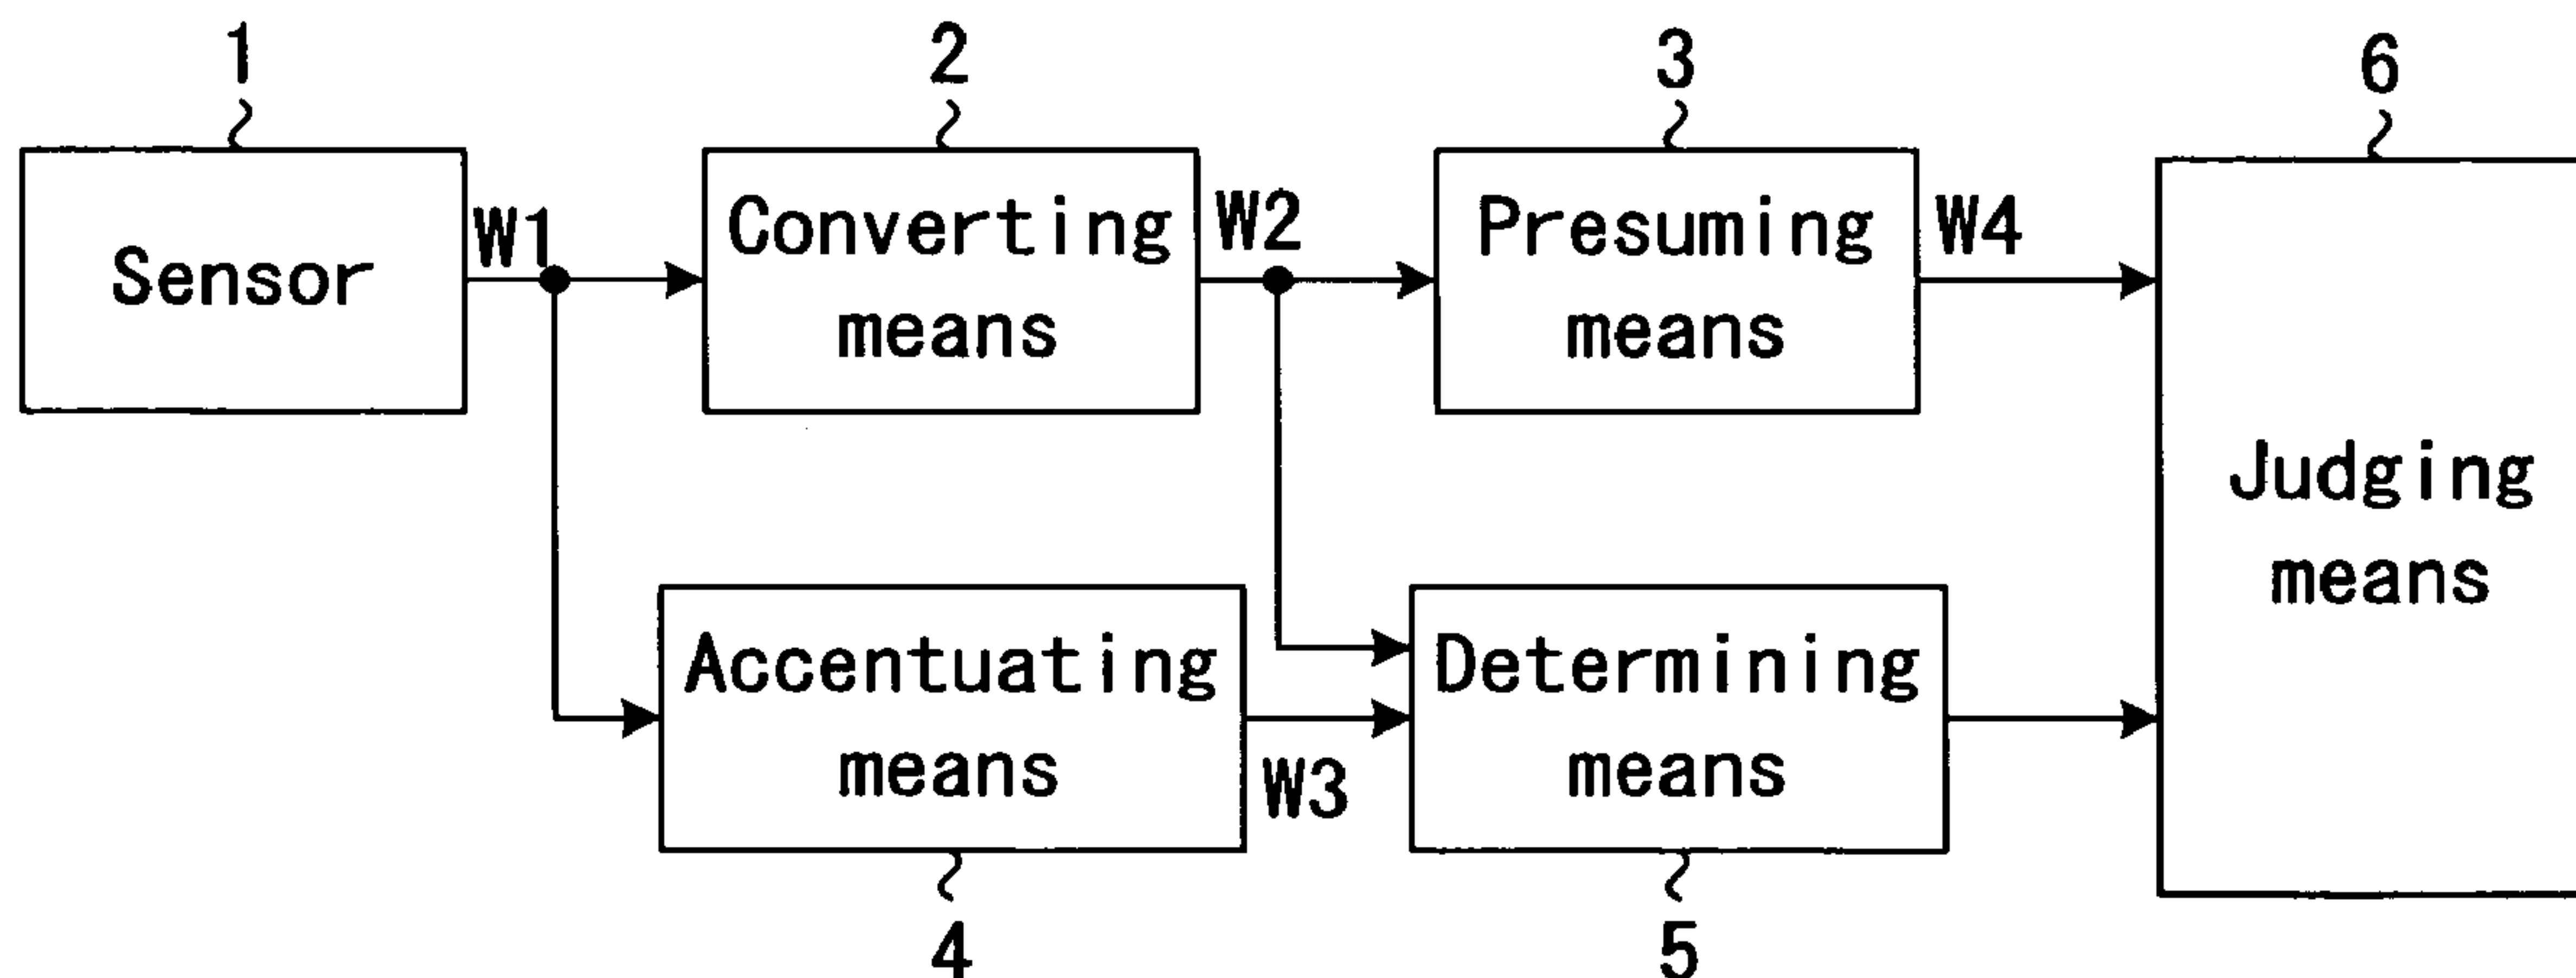 1
2
3
6
Sensor
W1
Converting
means
W2
Presuming
means
W4
Judging
means
Accentuating
means
W3
Determining
means
4
5